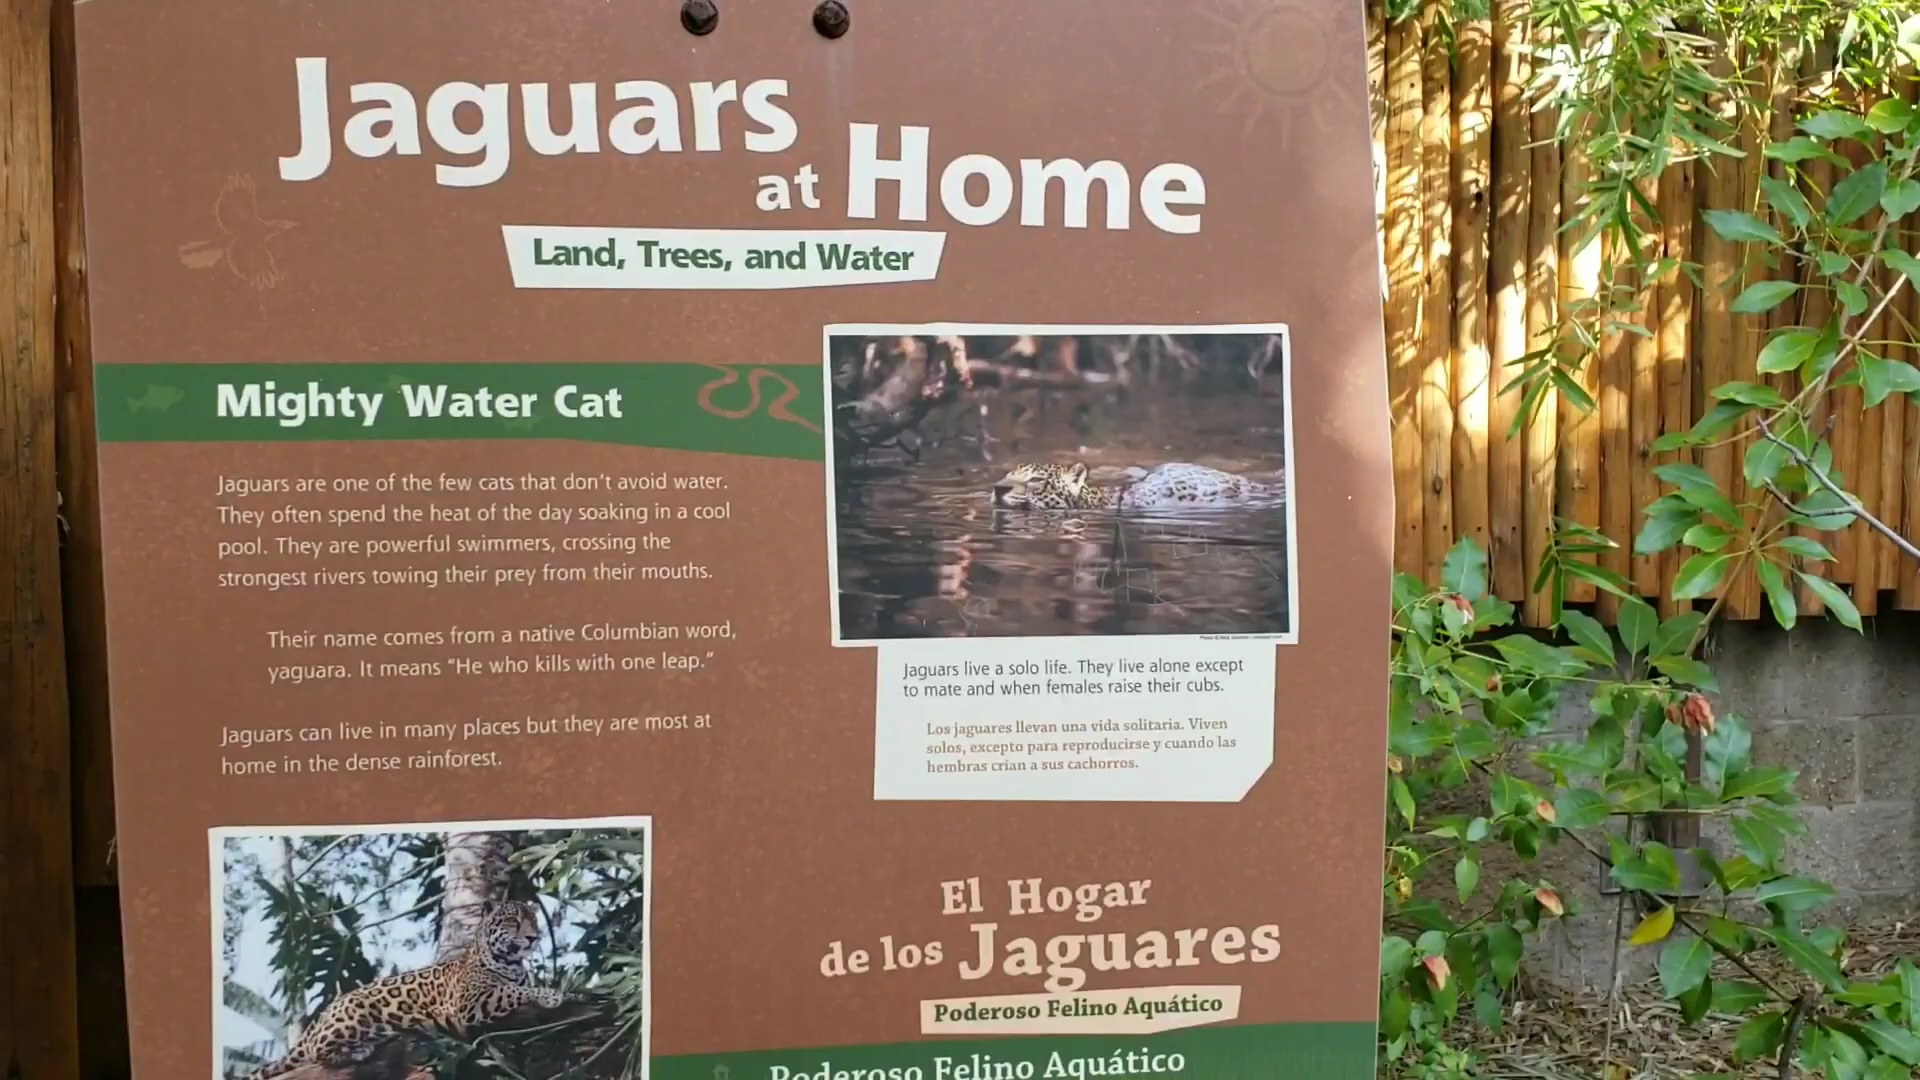 Jaguars
at Home
Land, Trees, and Water
Mighty Water Cat
Jaguars are one of the few cats that don't avoid water.
They often spend the heat of the day soaking in a cool
pool. They are powerful swimmers, crossing the
strongest rivers towing their prey from their mouths.
Their name comes from a native Columbian word,
yaguara. It means “He who kills with one leap.”
Jaguars can live in many places but they are most at
home in the dense rainforest.
Jaguars live a solo life. They live alone except
to mate and when females raise their cubs.
Los jaguares llevan una vida solitaria. Viven
solos, excepto para reproducirse y cuando las
hembras crían a sus cachorros.
El Hogar
de los Jaguares
Poderoso Felino Aquático
Poderoso Felino Aquático